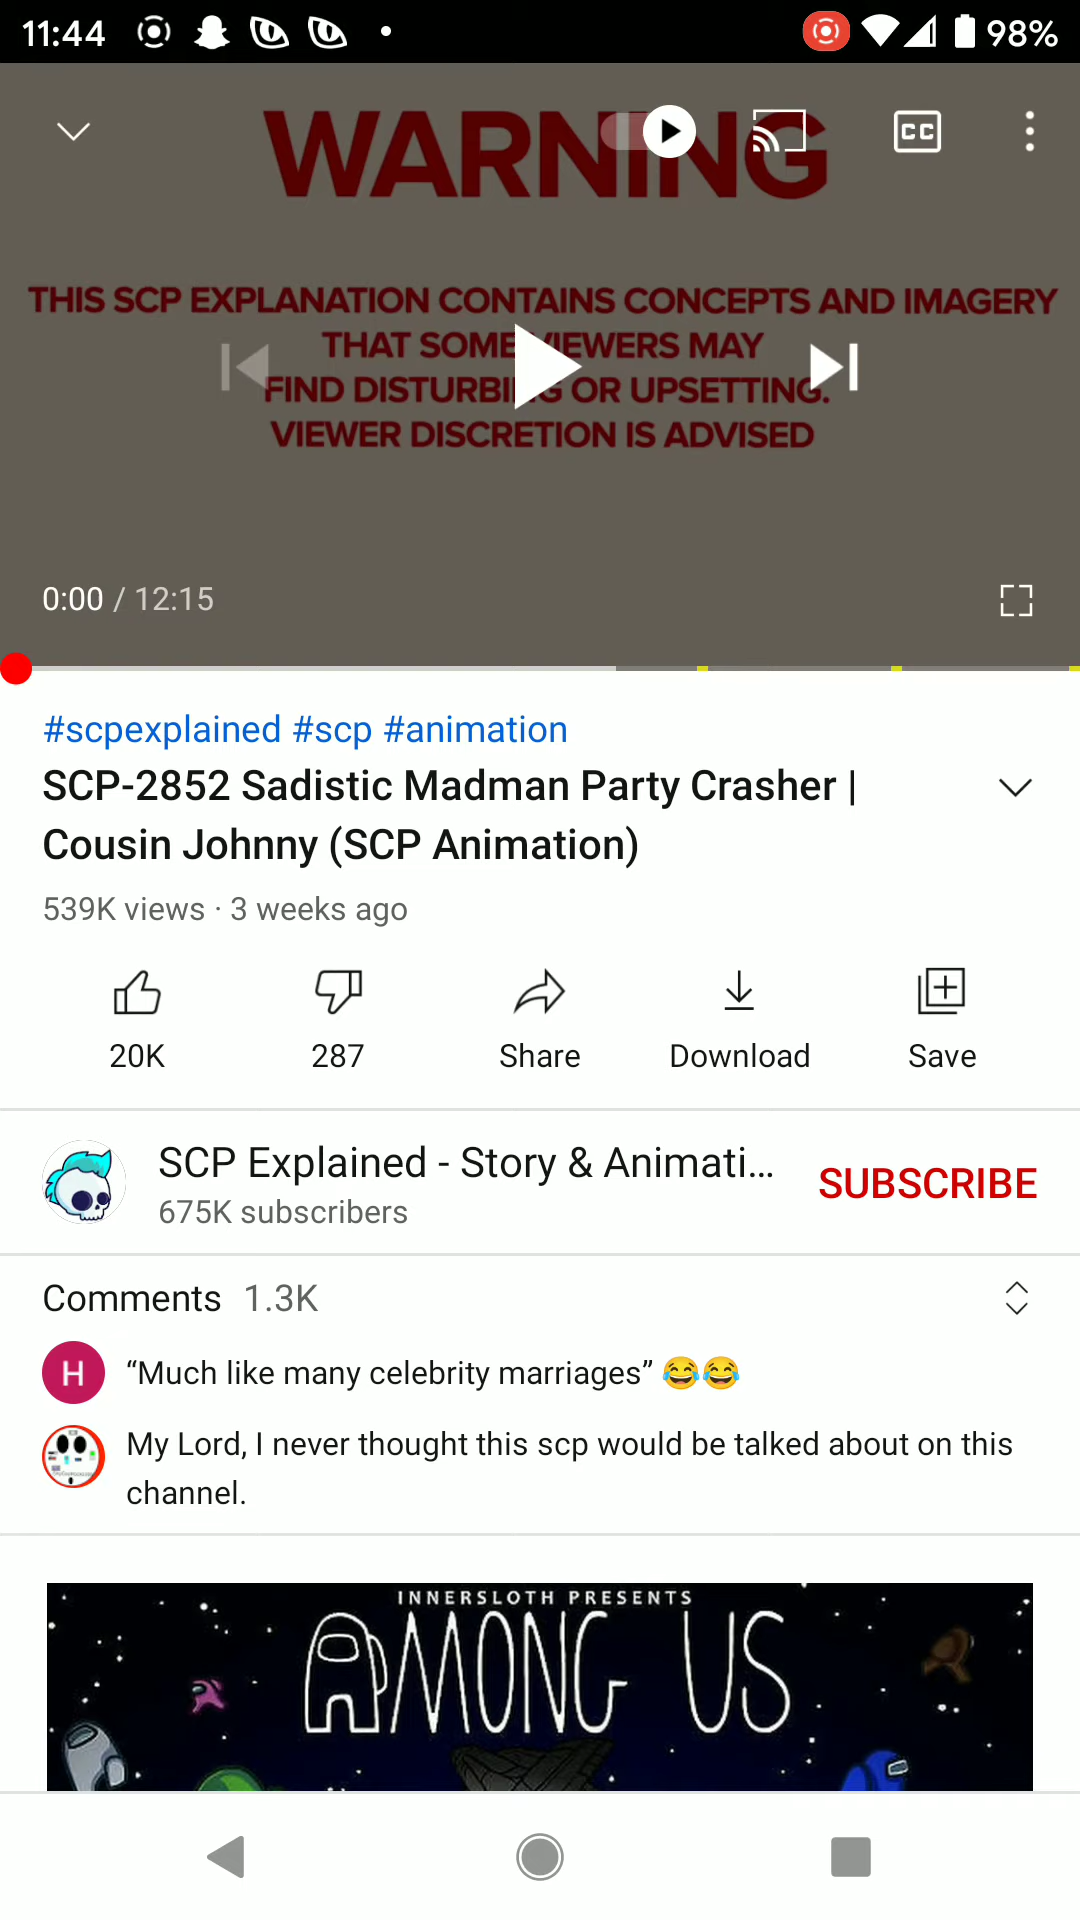 11:44
98%
WARNING
CC
THIS SCP EXPLANATION CONTAINS CONCEPTS AND IMAGERY
THAT SOME VIEWERS MAY
FIND DISTURBING OR UPSETTING.
VIEWER DISCRETION IS ADVISED
0:00 / 12:15
#scpexplained #scp #animation
SCP-2852 Sadistic Madman Party Crasher |
Cousin Johnny (SCP Animation)
539K views · 3 weeks ago
20K
287
Share
Download
Save
SCP Explained - Story & Animati...
675K subscribers
SUBSCRIBE
Comments 1.3K
H
“Much like many celebrity marriages” 😂😂
My Lord, I never thought this scp would be talked about on this
channel.
INNERSLOTH PRESENTS
AMONG US